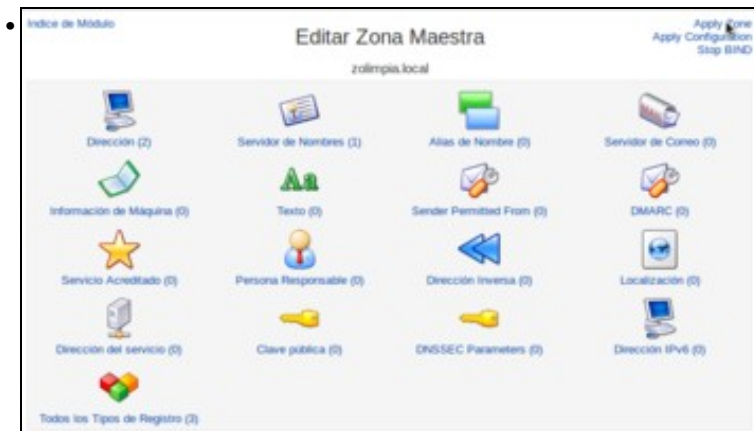 Indice de Módulo
Editar Zona Maestra
Apply Zone
Apply Configuration
Stop BIND
zolimpia.local
Dirección (2)
Servidor de Nombres (1)
Alias de Nombre (0)
Servidor de Correo (0)
Información de Máquina (0)
Texto (0)
Sender Permitted From (0)
DMARC (0)
Servicio Acreditado (0)
Persona Responsable (0)
Dirección Inversa (0)
Localización (0)
Dirección del servicio (0)
Clave pública (0)
DNSSEC Parameters (0)
Dirección IPv6 (0)
Todos los Tipos de Registro (3)